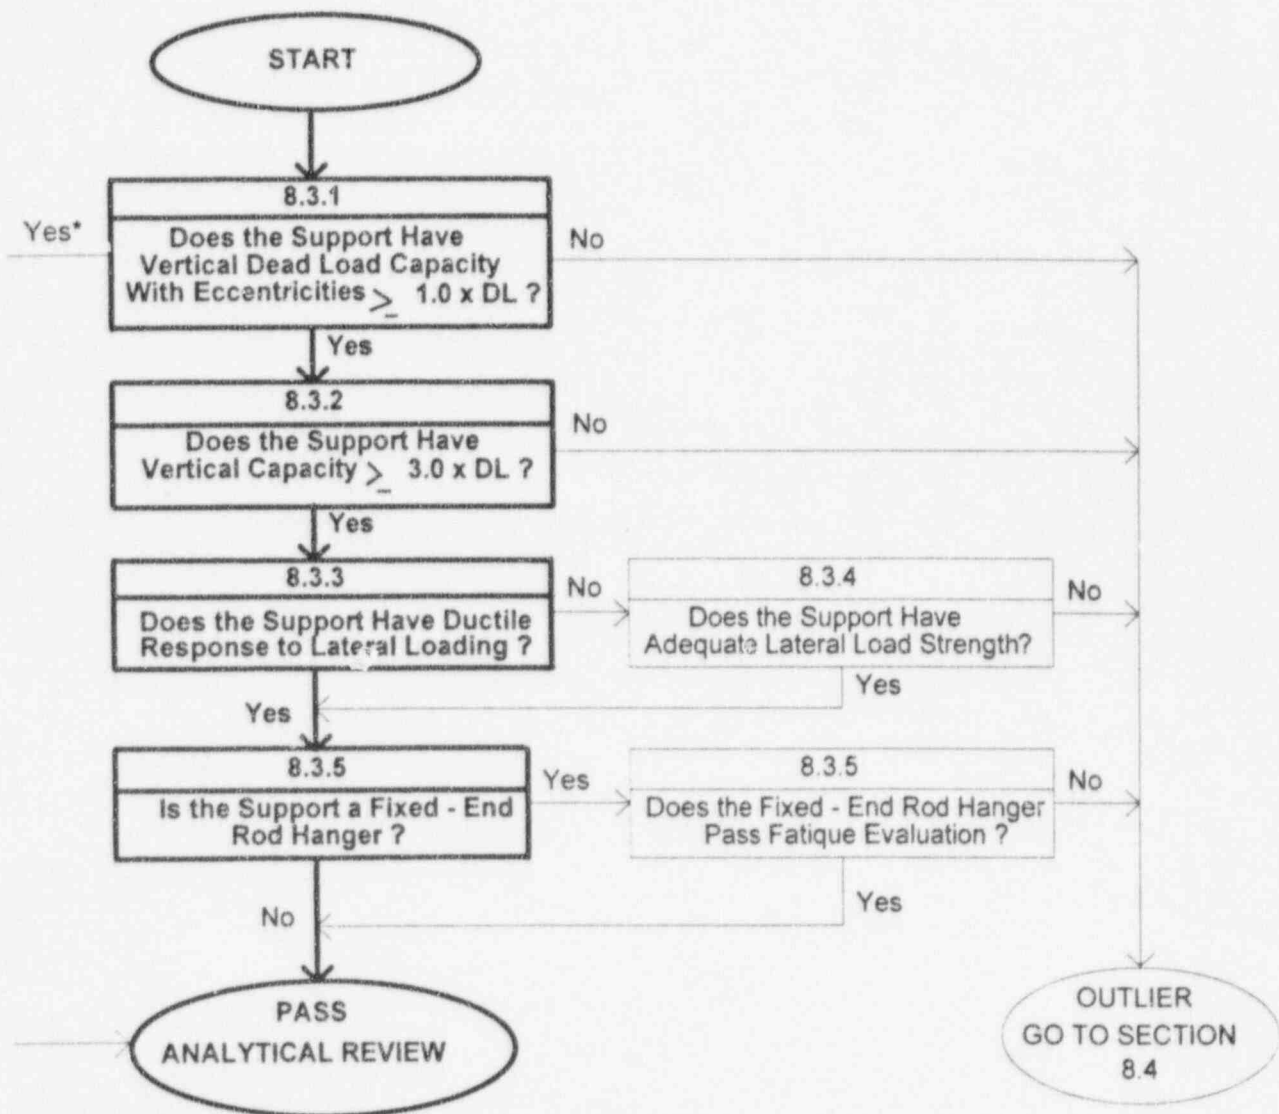 START
8.3.1
Yes*
Does the Support Have
Vertical Dead Load Capacity
With Eccentricities ≥ 1.0 x DL ?
No
Yes
8.3.2
Does the Support Have
Vertical Capacity ≥ 3.0 x DL ?
No
Yes
8.3.3
Does the Support Have Ductile
Response to Lateral Loading ?
No
8.3.4
Does the Support Have
Adequate Lateral Load Strength?
No
Yes
Yes
8.3.5
Is the Support a Fixed - End
Rod Hanger ?
Yes
8.3.5
Does the Fixed - End Rod Hanger
Pass Fatique Evaluation ?
No
Yes
No
PASS
ANALYTICAL REVIEW
OUTLIER
GO TO SECTION
8.4